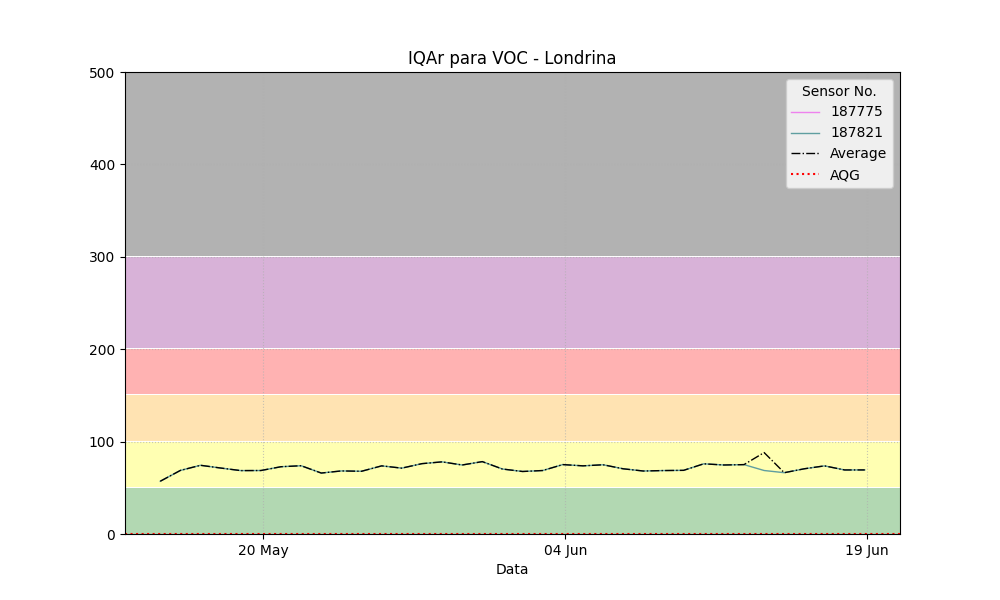 IQAr para VOC - Londrina
500
400
300
200
100
0
Sensor No.
187775
187821
Average
AQG
20 May
04 Jun
19 Jun
Data